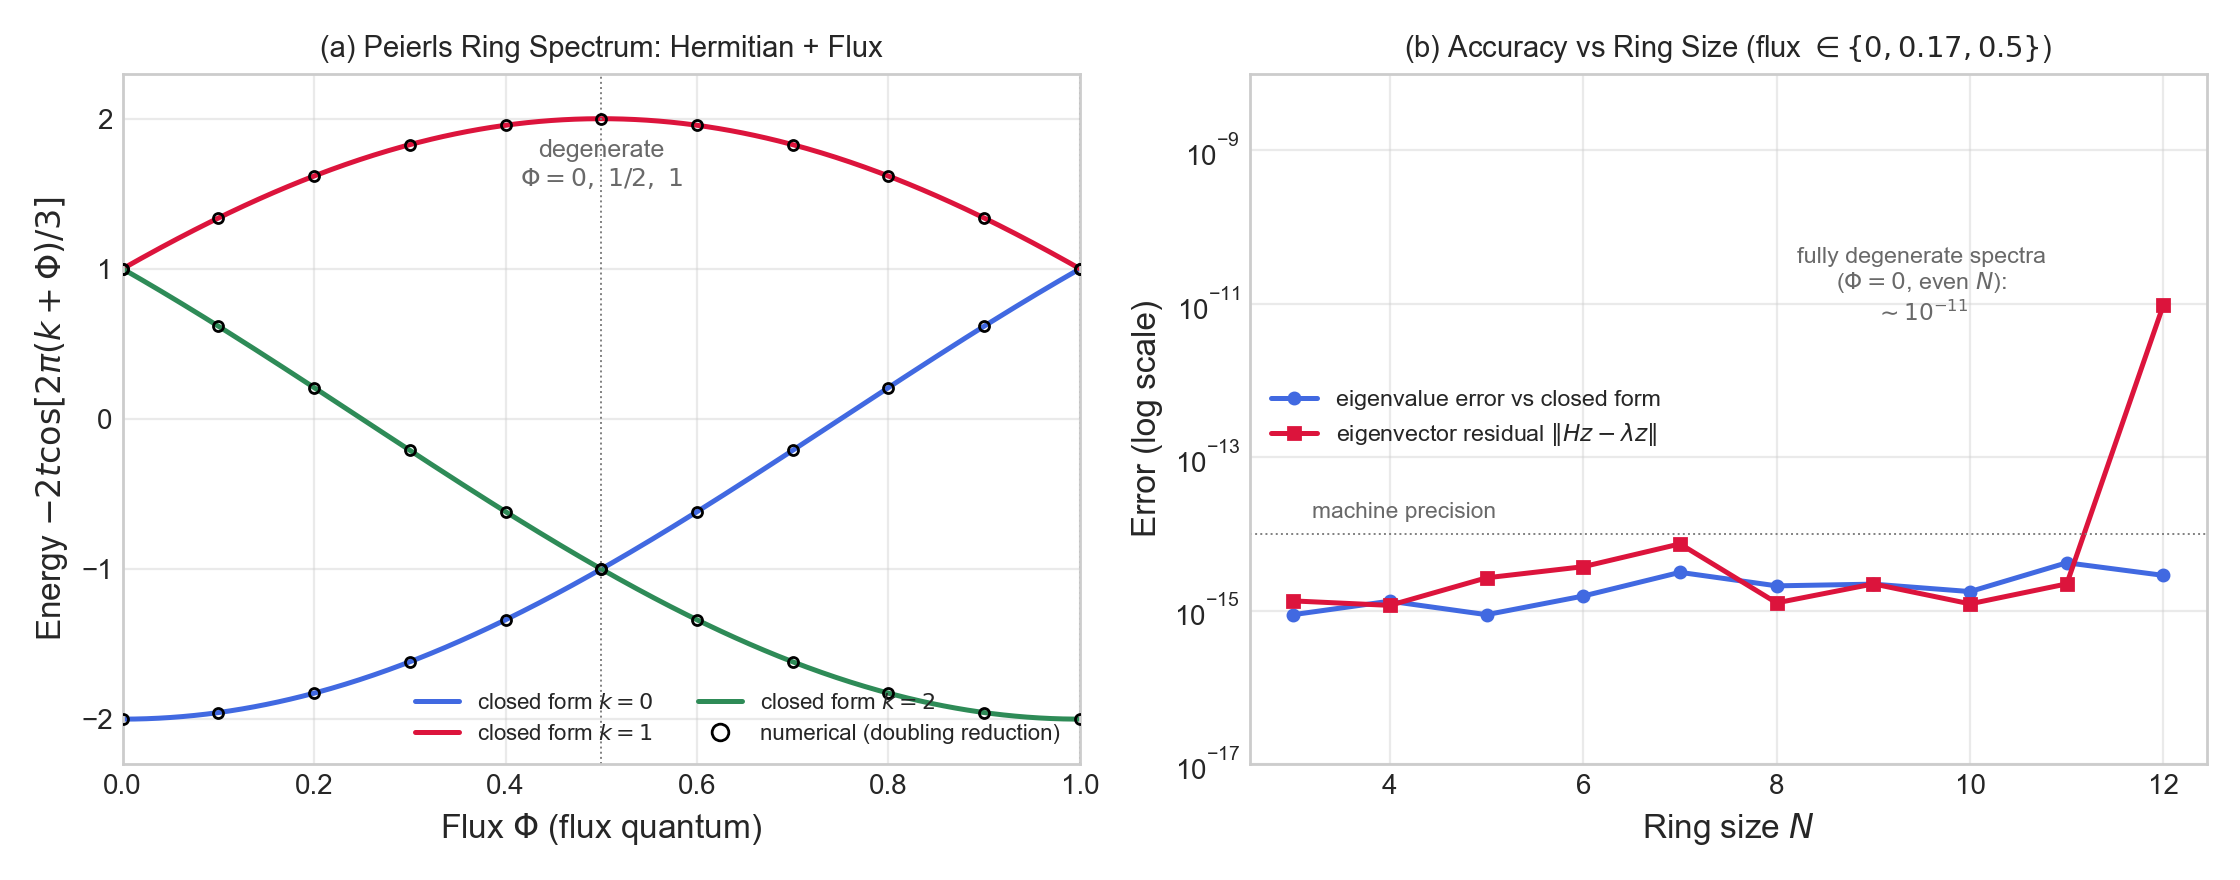 (a) Peierls Ring Spectrum: Hermitian + Flux
Energy −2tcos[2π(k + Φ)/3]
2
1
0
−1
−2
degenerate
Φ = 0, 1/2, 1
closed form k = 0
closed form k = 1
closed form k = 2
numerical (doubling reduction)
0.0 0.2 0.4 0.6 0.8 1.0
Flux Φ (flux quantum)
(b) Accuracy vs Ring Size (flux ∈ {0, 0.17, 0.5})
Error (log scale)
10⁻⁹
10⁻¹¹
10⁻¹³
10⁻¹⁵
10⁻¹⁷
fully degenerate spectra
(Φ = 0, even N):
~ 10⁻¹¹
eigenvalue error vs closed form
eigenvector residual ‖Hz − λz‖
machine precision
4 6 8 10 12
Ring size N